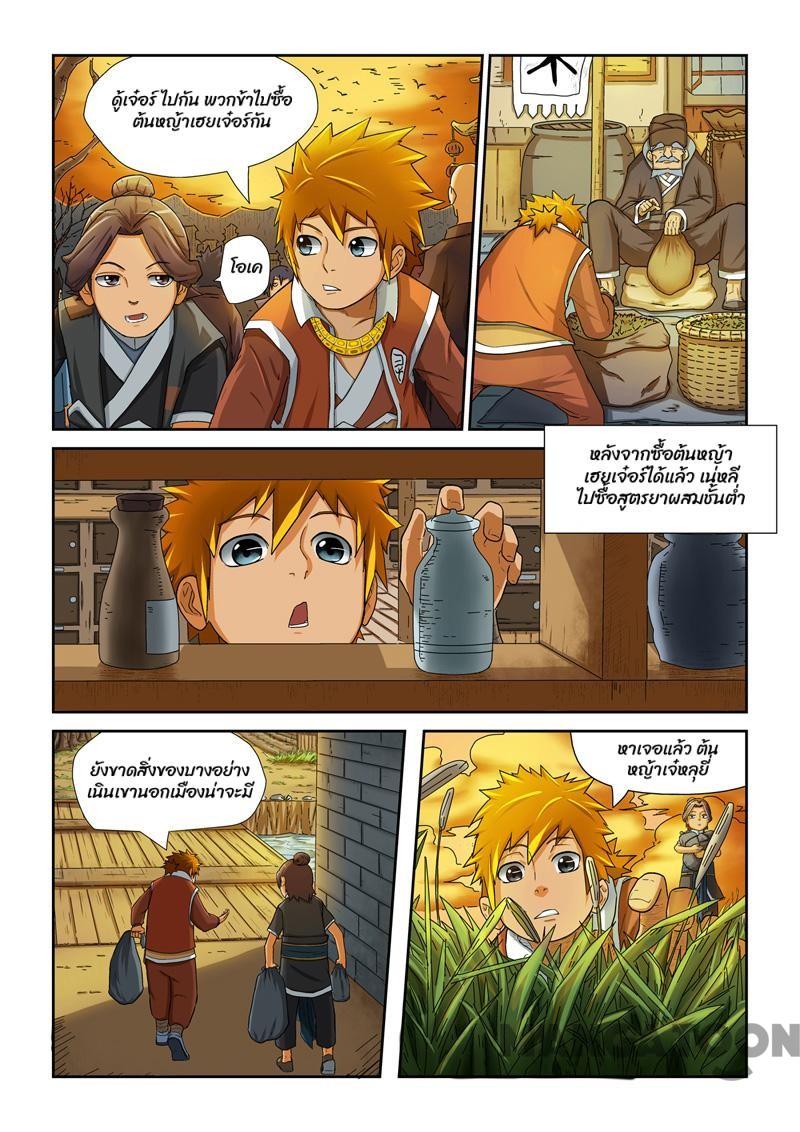 ดู้เจ๋อร์ ไปกัน พวกข้าไปซื้อ
ต้นหญ้าเฮยเจ๋อร์กัน
โอเค
หลังจากซื้อต้นหญ้า
เฮยเจ๋อร์ได้แล้ว เน่หลี
ไปซื้อสูตรยาผสมชั้นต่ำ
ยังขาดสิ่งของบางอย่าง
เนินเขานอกเมืองน่าจะมี
หาเจอแล้ว ต้น
หญ้าเจ๋หลุยี่
MANGATOON